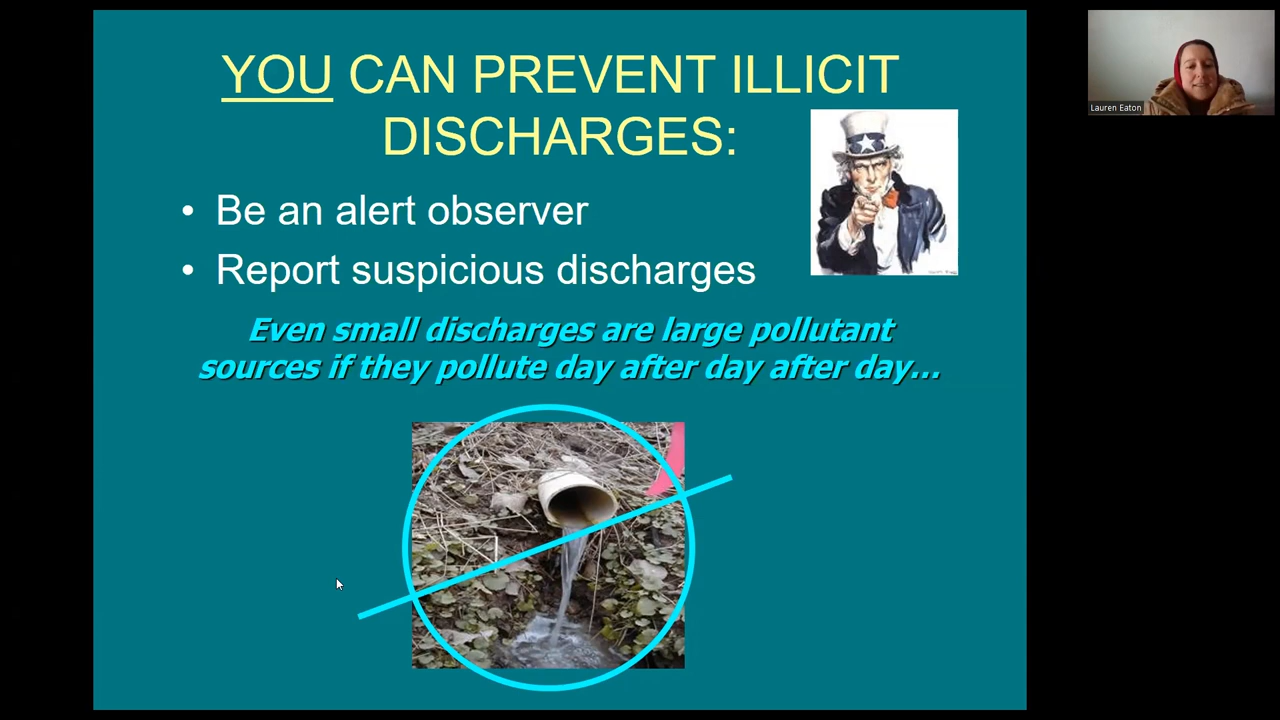 YOU CAN PREVENT ILLICIT
DISCHARGES:
• Be an alert observer
• Report suspicious discharges
Even small discharges are large pollutant
sources if they pollute day after day after day...
Lauren Eaton